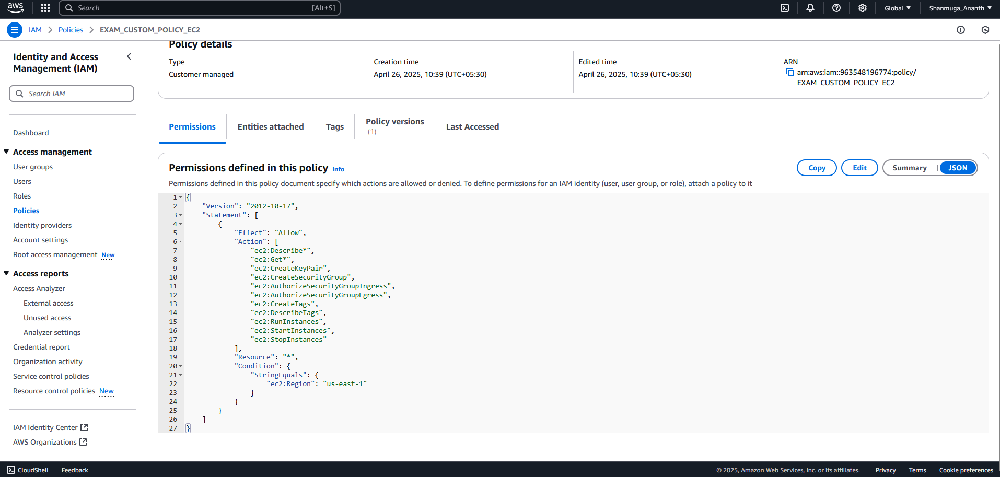 aws
Search
[Alt+S]
Global
Shanmuga_Ananth
IAM
Policies
EXAM_CUSTOM_POLICY_EC2
Identity and Access
Management (IAM)
Search IAM
Dashboard
Access management
User groups
Users
Roles
Policies
Identity providers
Account settings
Root access management New
Access reports
Access Analyzer
External access
Unused access
Analyzer settings
Credential report
Organization activity
Service control policies
Resource control policies New
IAM Identity Center
AWS Organizations
Policy details
Type
Customer managed
Creation time
April 26, 2025, 10:39 (UTC+05:30)
Edited time
April 26, 2025, 10:39 (UTC+05:30)
ARN
arn:aws:iam::963548196774:policy/
EXAM_CUSTOM_POLICY_EC2
Permissions
Entities attached
Tags
Policy versions
(1)
Last Accessed
Permissions defined in this policy Info
Copy
Edit
Summary
JSON
Permissions defined in this policy document specify which actions are allowed or denied. To define permissions for an IAM identity (user, user group, or role), attach a policy to it
1 {
2 "Version": "2012-10-17",
3 "Statement": [
4 {
5 "Effect": "Allow",
6 "Action": [
7 "ec2:Describe*",
8 "ec2:Get*",
9 "ec2:CreateKeyPair",
10 "ec2:CreateSecurityGroup",
11 "ec2:AuthorizeSecurityGroupIngress",
12 "ec2:AuthorizeSecurityGroupEgress",
13 "ec2:CreateTags",
14 "ec2:DescribeTags",
15 "ec2:RunInstances",
16 "ec2:StartInstances",
17 "ec2:StopInstances"
18 ],
19 "Resource": "*",
20 "Condition": {
21 "StringEquals": {
22 "ec2:Region": "us-east-1"
23 }
24 }
25 }
26 ]
27 }
CloudShell
Feedback
© 2025, Amazon Web Services, Inc. or its affiliates.
Privacy
Terms
Cookie preferences